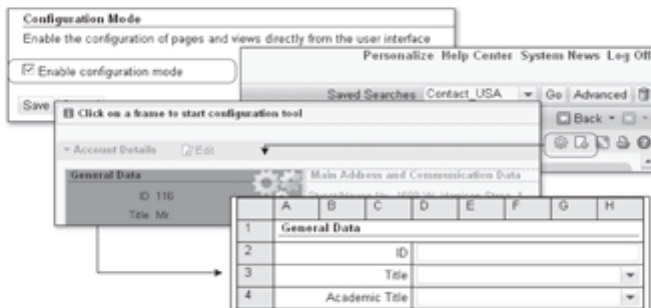 Configuration Mode
Enable the configuration of pages and views directly from the user interface
Enable configuration mode
Save
Personalize Help Center System News Log Off
Saved Searches Contact_USA Go Advanced
Back
Click on a frame to start configuration tool
Account Details Edit
General Data
ID 116
Title Mr.
Main Address and Communication Data
A B C D E F G H
1 General Data
2 ID
3 Title
4 Academic Title